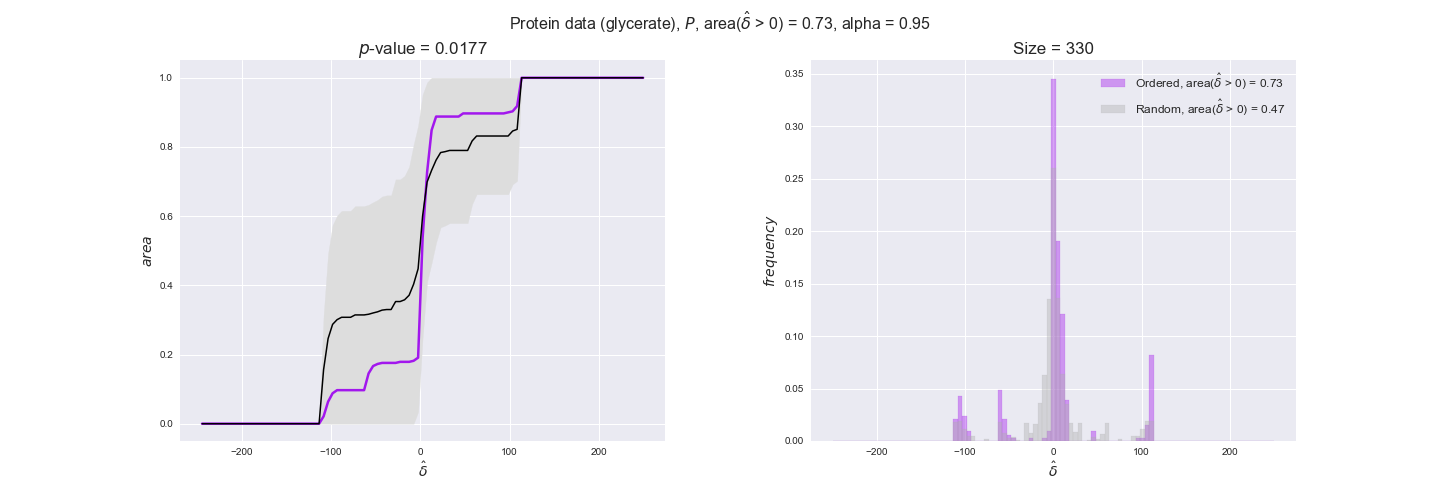 Protein data (glycerate), P, area(δ̂ > 0) = 0.73, alpha = 0.95
p-value = 0.0177
1.0
0.8
0.6
0.4
0.2
0.0
area
−200
−100
0
100
200
δ̂
Size = 330
Ordered, area(δ̂ > 0) = 0.73
Random, area(δ̂ > 0) = 0.47
0.35
0.30
0.25
0.20
0.15
0.10
0.05
0.00
frequency
−200
−100
0
100
200
δ̂